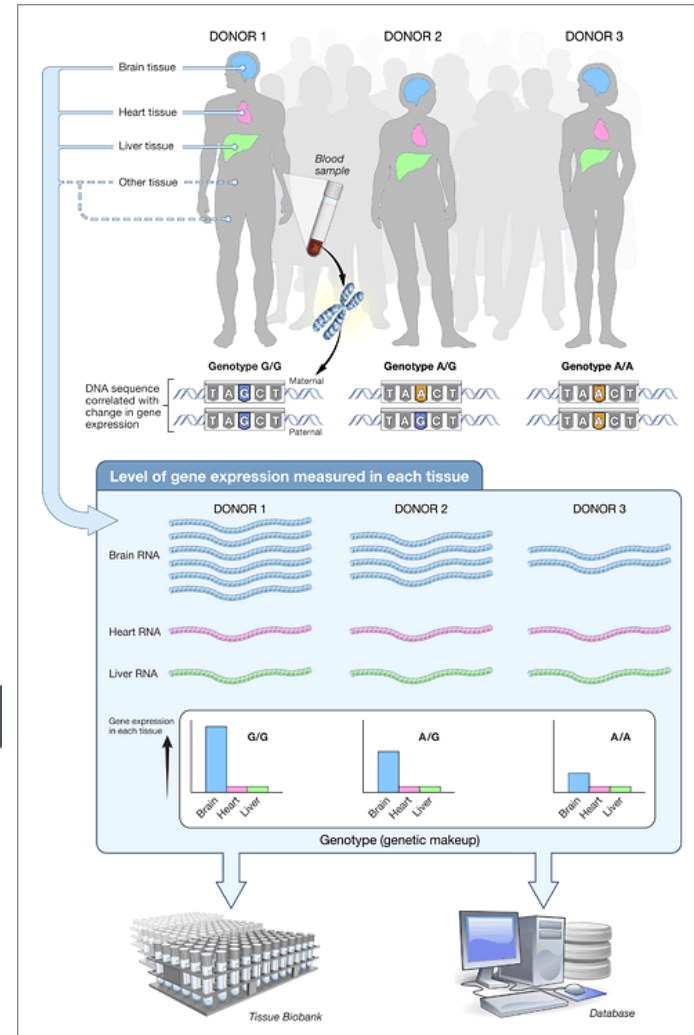 DONOR 1
DONOR 2
DONOR 3
Brain tissue
Heart tissue
Liver tissue
Other tissue
Blood
sample
Genotype G/G
Genotype A/G
Genotype A/A
DNA sequence
correlated with
change in gene
expression
Maternal
T A G C T
T A G C T
Paternal
T A A C T
T A G C T
T A A C T
T A A C T
Level of gene expression measured in each tissue
DONOR 1
DONOR 2
DONOR 3
Brain RNA
Heart RNA
Liver RNA
Gene expression
in each tissue
G/G
A/G
A/A
Brain
Heart
Liver
Brain
Heart
Liver
Brain
Heart
Liver
Genotype (genetic makeup)
Tissue Biobank
Database